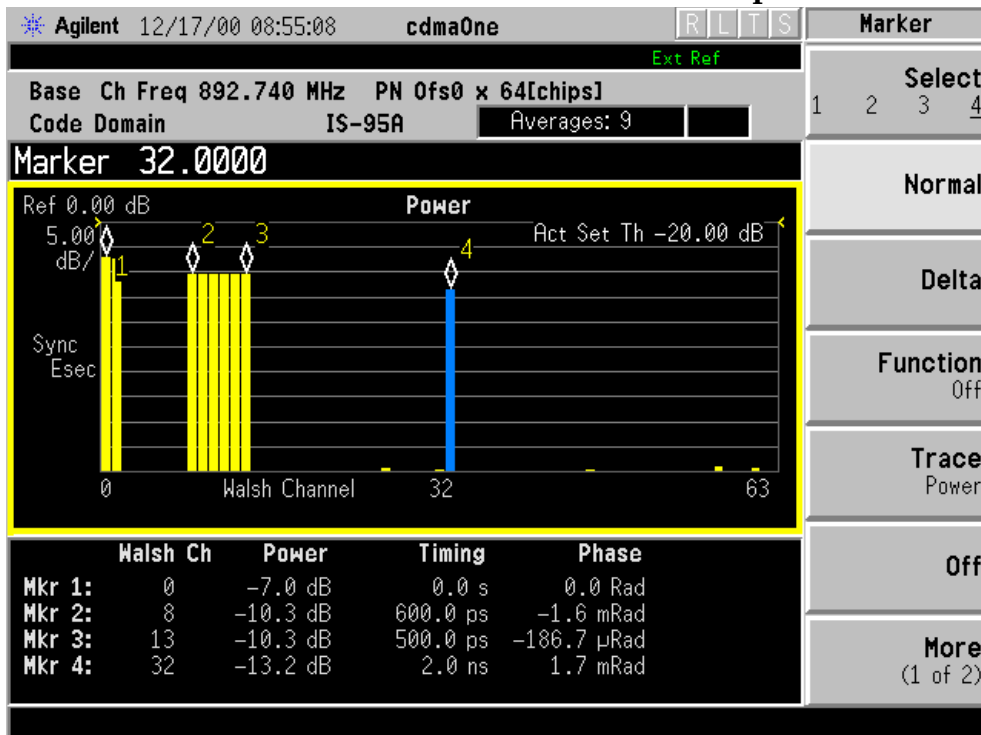 Agilent 12/17/00 08:55:08 cdmaOne R L T S
Ext Ref
Base Ch Freq 892.740 MHz PN Ofs0 x 64[chips]
Code Domain IS-95A Averages: 9
Marker 32.0000
Ref 0.00 dB Power
5.00 dB/
Act Set Th -20.00 dB
1 2 3 4
Sync Esec
0 Walsh Channel 32 63
Walsh Ch Power Timing Phase
Mkr 1: 0 -7.0 dB 0.0 s 0.0 Rad
Mkr 2: 8 -10.3 dB 600.0 ps -1.6 mRad
Mkr 3: 13 -10.3 dB 500.0 ps -186.7 µRad
Mkr 4: 32 -13.2 dB 2.0 ns 1.7 mRad
Marker
Select
1 2 3 4
Normal
Delta
Function
Off
Trace
Power
Off
More
(1 of 2)